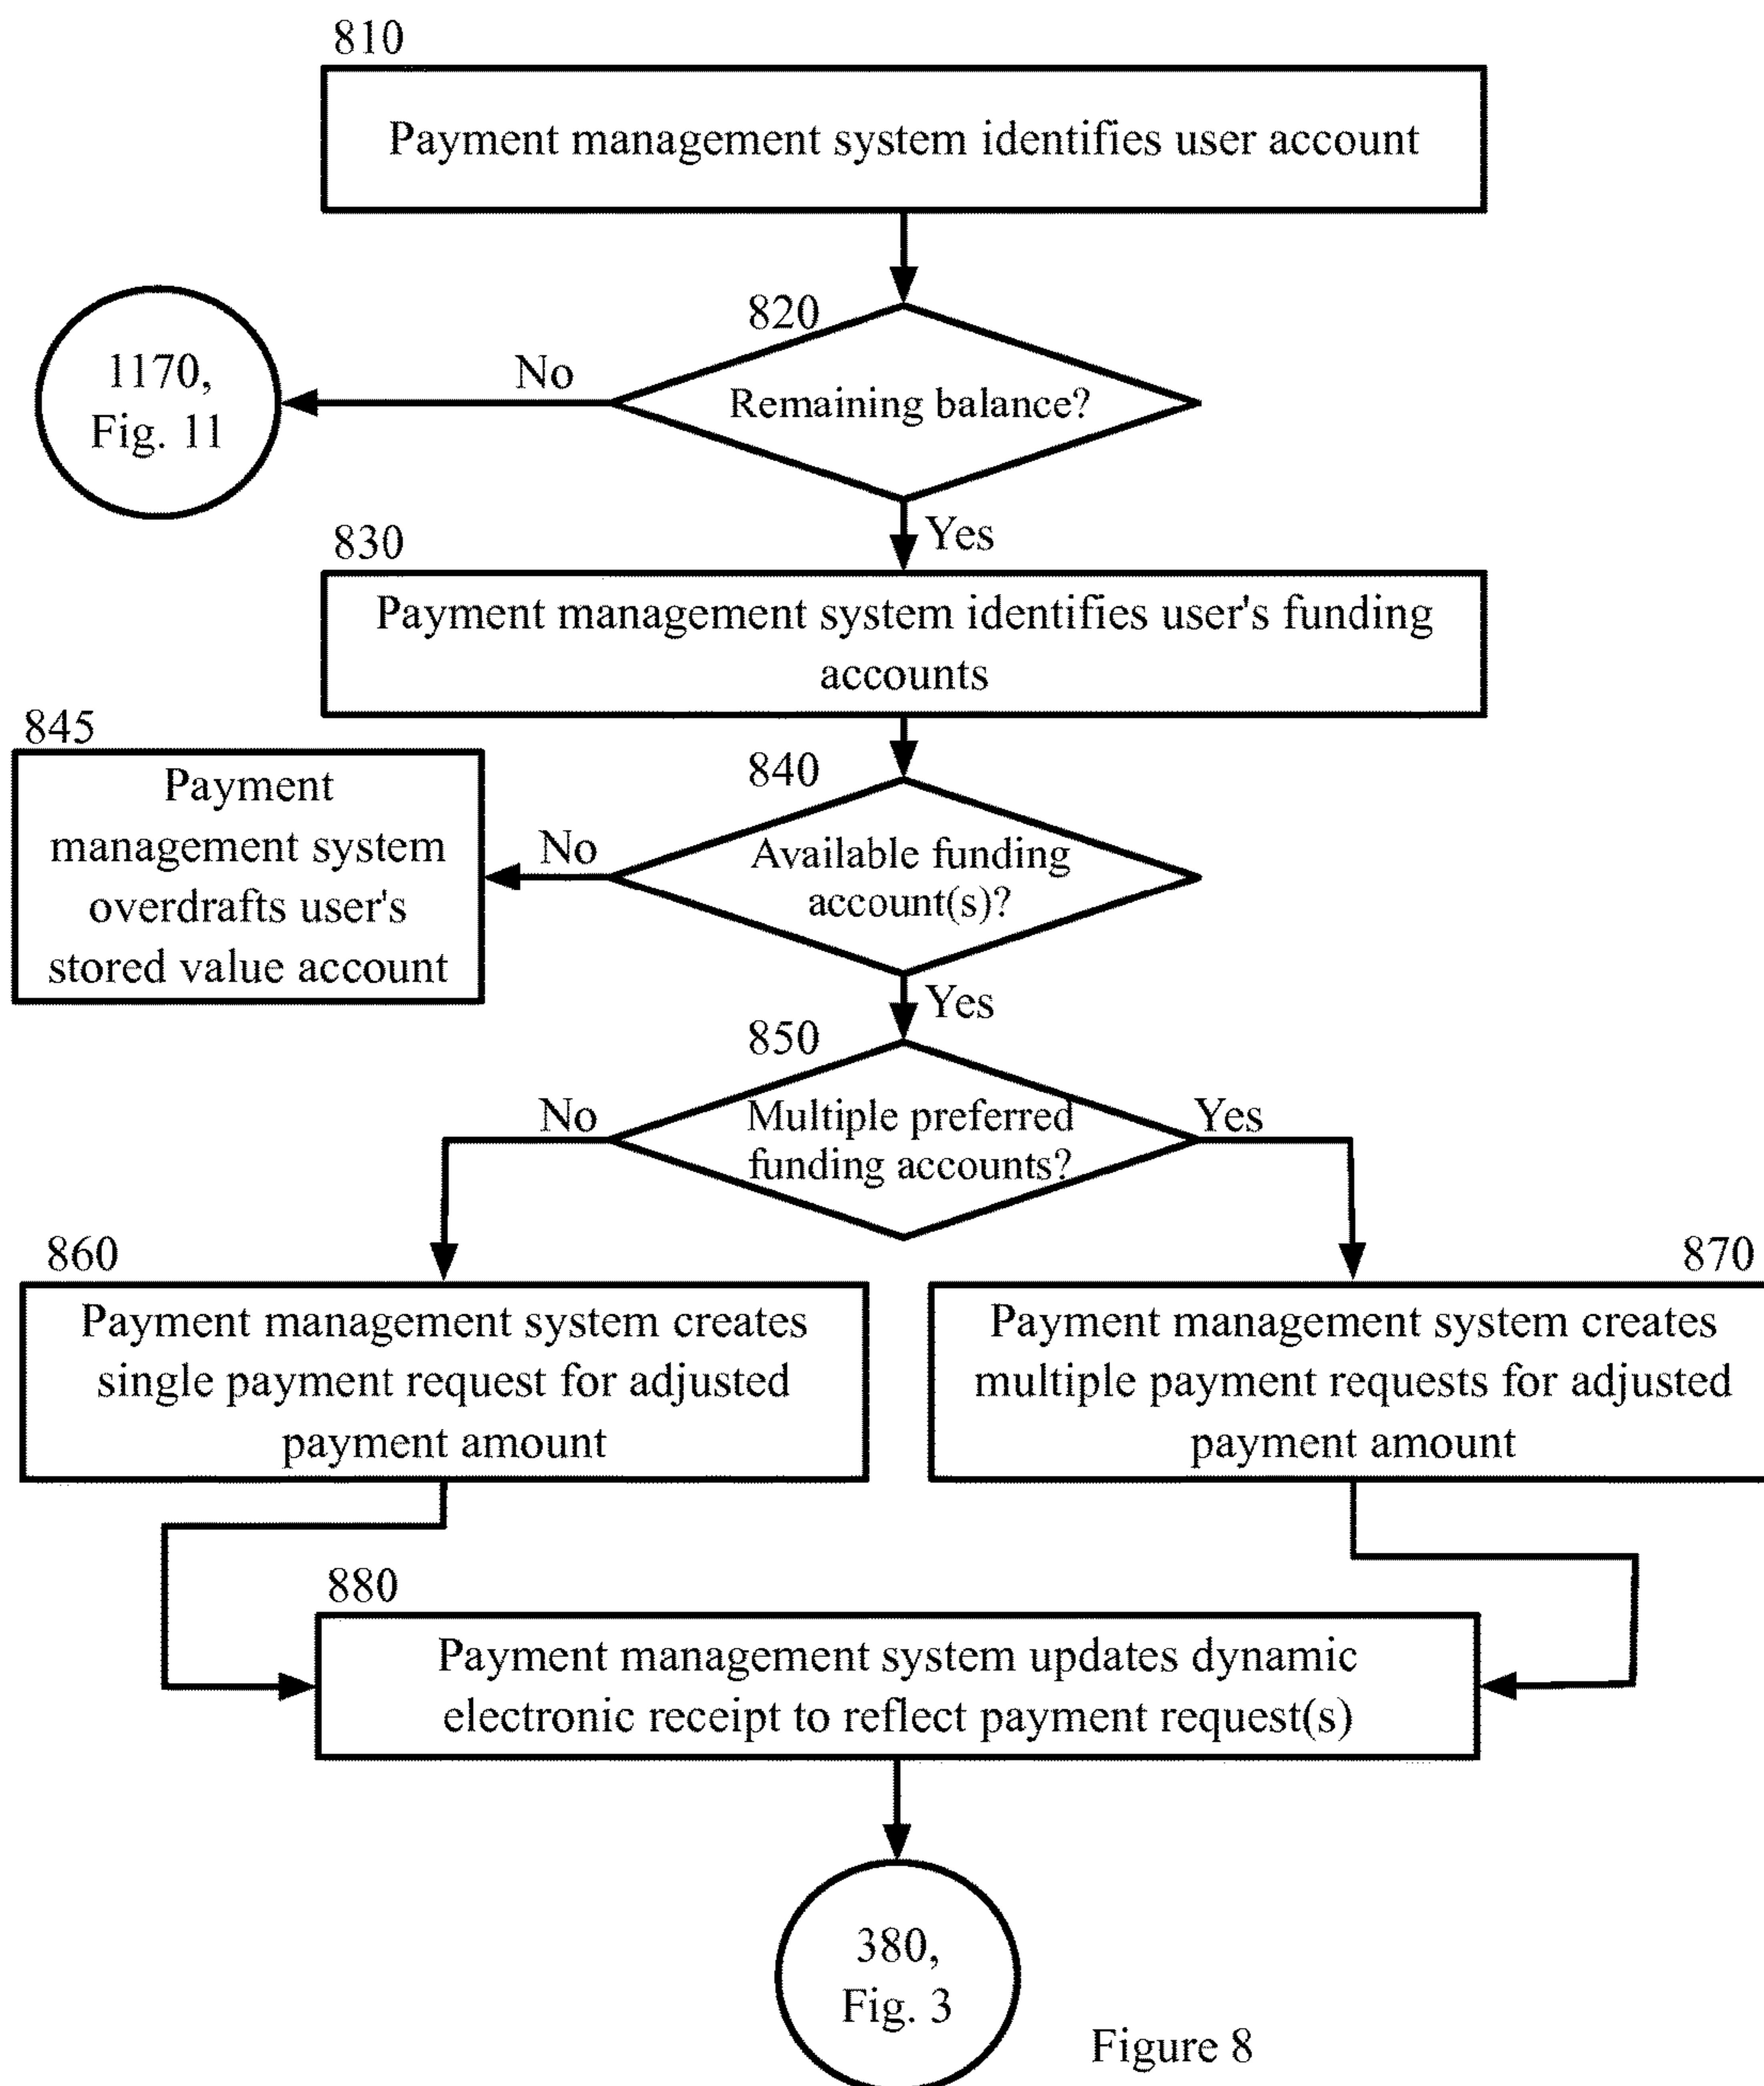 810
Payment management system identifies user account
820
1170,
Fig. 11
No
Remaining balance?
Yes
830
Payment management system identifies user's funding
accounts
845
Payment
management system
overdrafts user's
stored value account
840
No
Available funding
account(s)?
Yes
850
No
Multiple preferred
funding accounts?
Yes
860
Payment management system creates
single payment request for adjusted
payment amount
870
Payment management system creates
multiple payment requests for adjusted
payment amount
880
Payment management system updates dynamic
electronic receipt to reflect payment request(s)
380,
Fig. 3
Figure 8